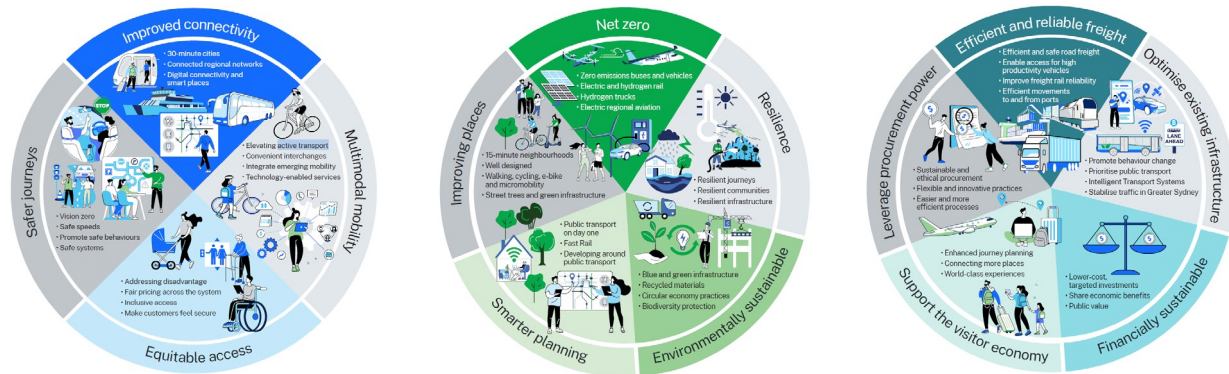 Improved connectivity
• 30-minute cities
• Connected regional networks
• Digital connectivity and
smart places
Multimodal mobility
• Elevating active transport
• Convenient interchanges
• Integrate emerging mobility
• Technology-enabled services
Equitable access
• Addressing disadvantage
• Fair pricing across the system
• Inclusive access
• Make customers feel secure
Safer journeys
STOP
• Vision zero
• Safe speeds
• Promote safe behaviours
• Safe systems
Net zero
• Zero emissions buses and vehicles
• Electric and hydrogen rail
• Hydrogen trucks
• Electric regional aviation
Resilience
• Resilient journeys
• Resilient communities
• Resilient infrastructure
Environmentally sustainable
• Blue and green infrastructure
• Recycled materials
• Circular economy practices
• Biodiversity protection
Smarter planning
• Public transport
on day one
• Fast Rail
• Developing around
public transport
Improving places
• 15-minute neighbourhoods
• Well designed
• Walking, cycling, e-bike
and micromobility
• Street trees and green infrastructure
Efficient and reliable freight
• Efficient and safe road freight
• Enable access for high
productivity vehicles
• Improve freight rail reliability
• Efficient movements
to and from ports
Optimise existing infrastructure
LANE
AHEAD
• Promote behaviour change
• Prioritise public transport
• Intelligent Transport Systems
• Stabilise traffic in Greater Sydney
Financially sustainable
$
$
• Lower-cost,
targeted investments
• Share economic benefits
• Public value
Support the visitor economy
• Enhanced journey planning
• Connecting more places
• World-class experiences
Leverage procurement power
$
$
• Sustainable and
ethical procurement
• Flexible and innovative practices
• Easier and more
efficient processes